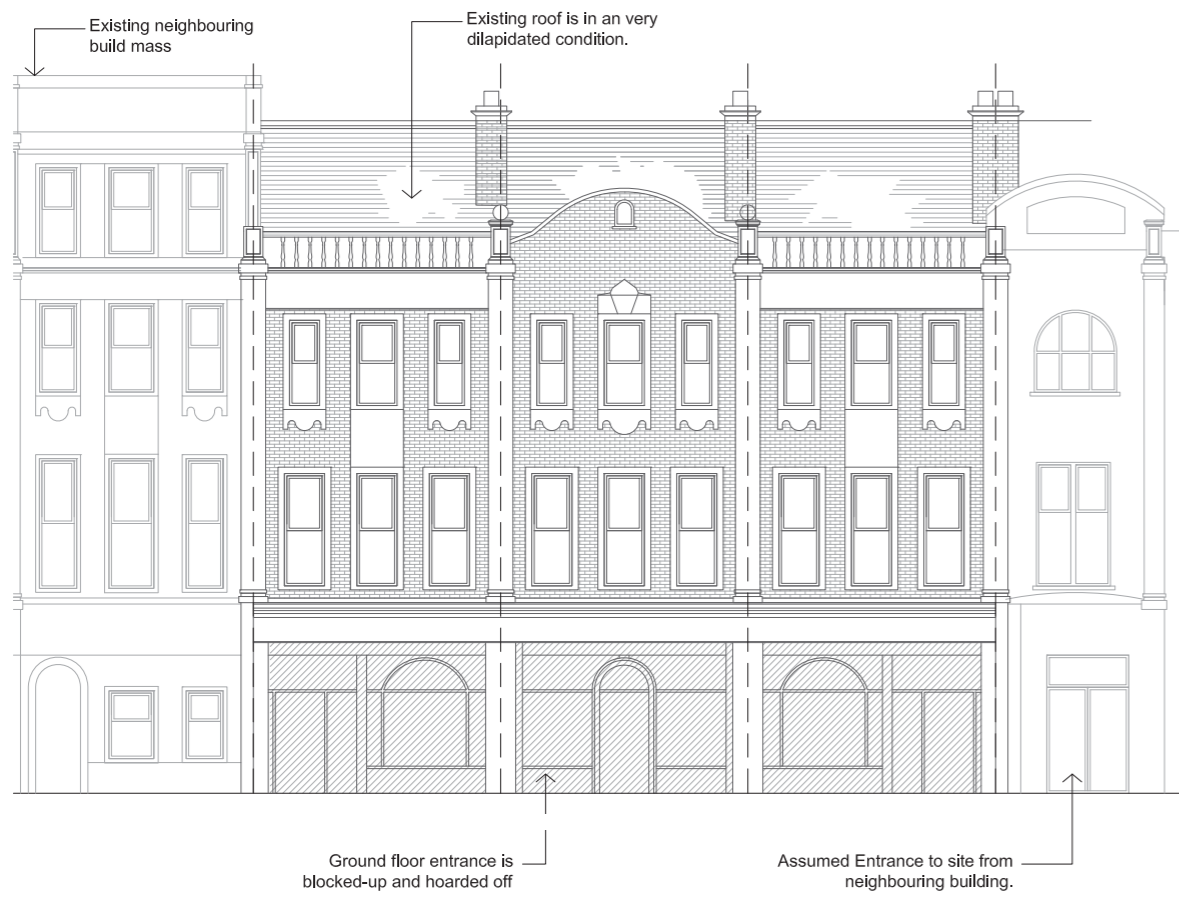 Existing neighbouring
build mass
Existing roof is in an very
dilapidated condition.
Ground floor entrance is
blocked-up and hoarded off
Assumed Entrance to site from
neighbouring building.